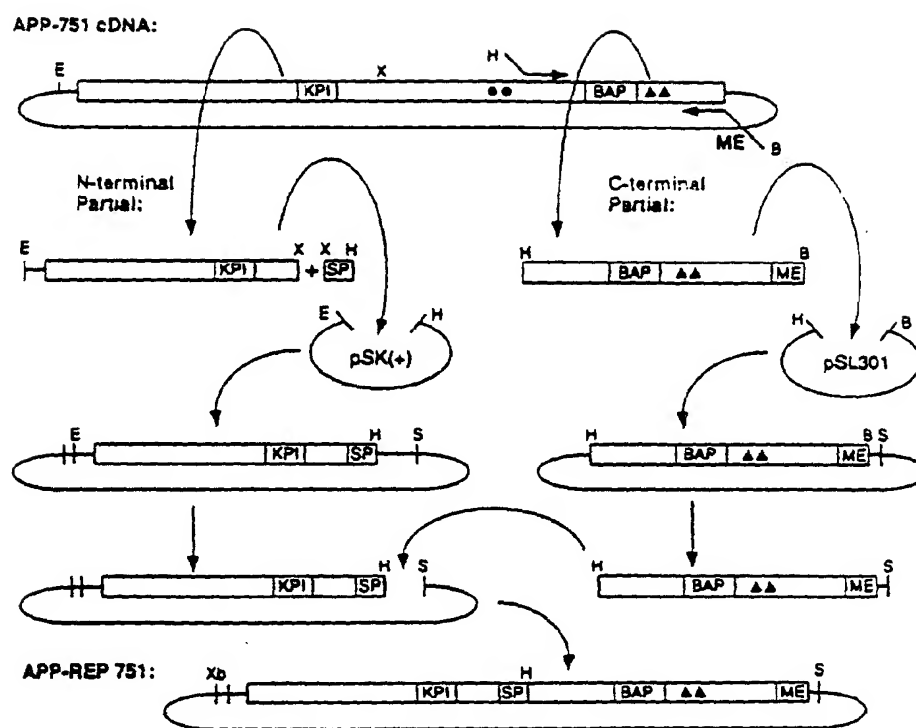 APP-751 cDNA:
H
E
X
KPI
●●
BAP
▲▲
ME
B
N-terminal
Partial:
C-terminal
Partial:
E
X
X
H
KPI
+
SP
H
B
BAP
▲▲
ME
E
H
pSK(+)
H
B
pSL301
E
H
S
KPI
SP
H
B
S
BAP
▲▲
ME
H
S
KPI
SP
H
S
BAP
▲▲
ME
APP-REP 751:
Xb
H
S
KPI
SP
BAP
▲▲
ME